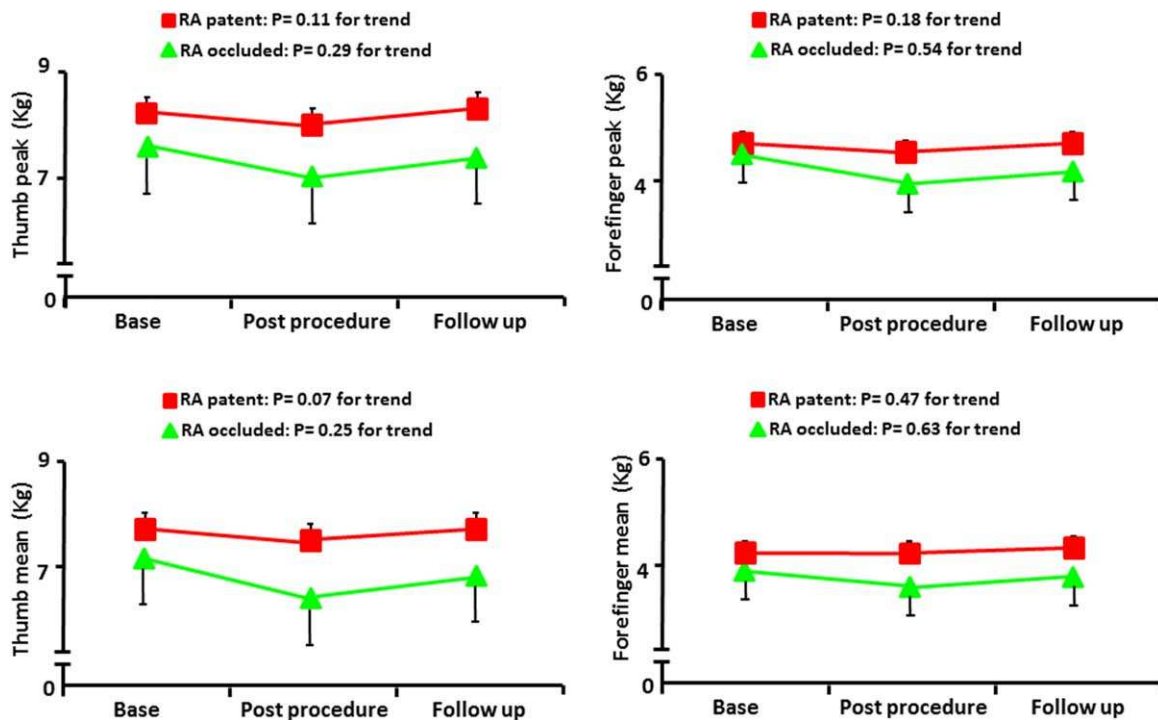 RA patent: P= 0.11 for trend
RA occluded: P= 0.29 for trend
Thumb peak (Kg)
9
7
0
Base Post procedure Follow up
RA patent: P= 0.18 for trend
RA occluded: P= 0.54 for trend
Forefinger peak (Kg)
6
4
0
Base Post procedure Follow up
RA patent: P= 0.07 for trend
RA occluded: P= 0.25 for trend
Thumb mean (Kg)
9
7
0
Base Post procedure Follow up
RA patent: P= 0.47 for trend
RA occluded: P= 0.63 for trend
Forefinger mean (Kg)
6
4
0
Base Post procedure Follow up